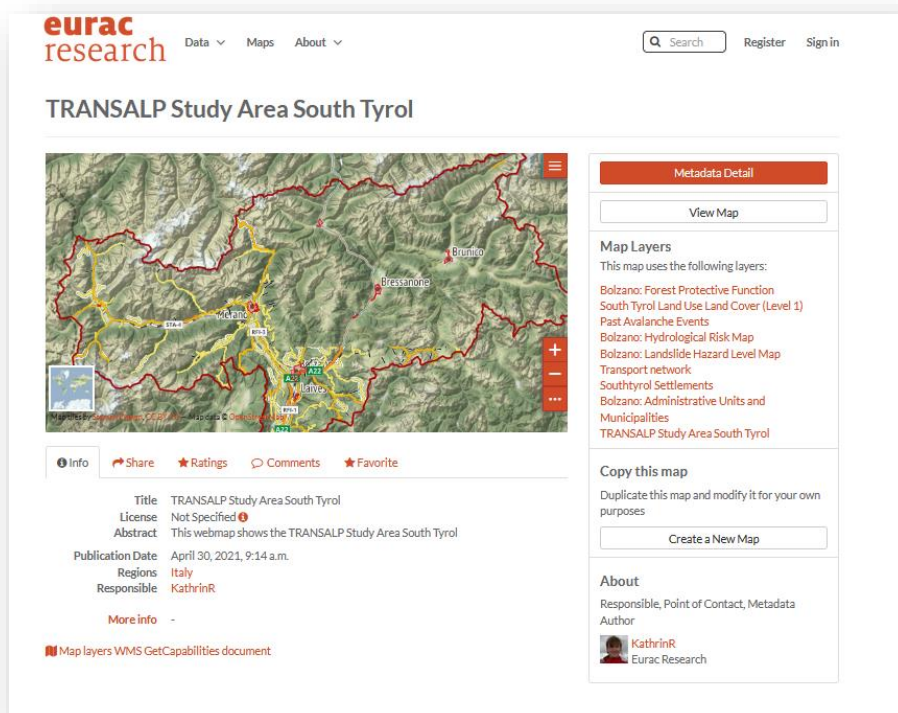 eurac
research
Data
Maps
About
Search
Register
Sign in
TRANSALP Study Area South Tyrol
Brunico
Bressanone
Merano
A22
A22
Info
Share
Ratings
Comments
Favorite
Title TRANSALP Study Area South Tyrol
License Not Specified
Abstract This webmap shows the TRANSALP Study Area South Tyrol
Publication Date April 30, 2021, 9:14 a.m.
Regions Italy
Responsible KathrinR
More info -
Map layers WMS GetCapabilities document
Metadata Detail
View Map
Map Layers
This map uses the following layers:
Bolzano: Forest Protective Function
South Tyrol Land Use Land Cover (Level 1)
Past Avalanche Events
Bolzano: Hydrological Risk Map
Bolzano: Landslide Hazard Level Map
Transport network
Southtyrol Settlements
Bolzano: Administrative Units and
Municipalities
TRANSALP Study Area South Tyrol
Copy this map
Duplicate this map and modify it for your own
purposes
Create a New Map
About
Responsible, Point of Contact, Metadata
Author
KathrinR
Eurac Research